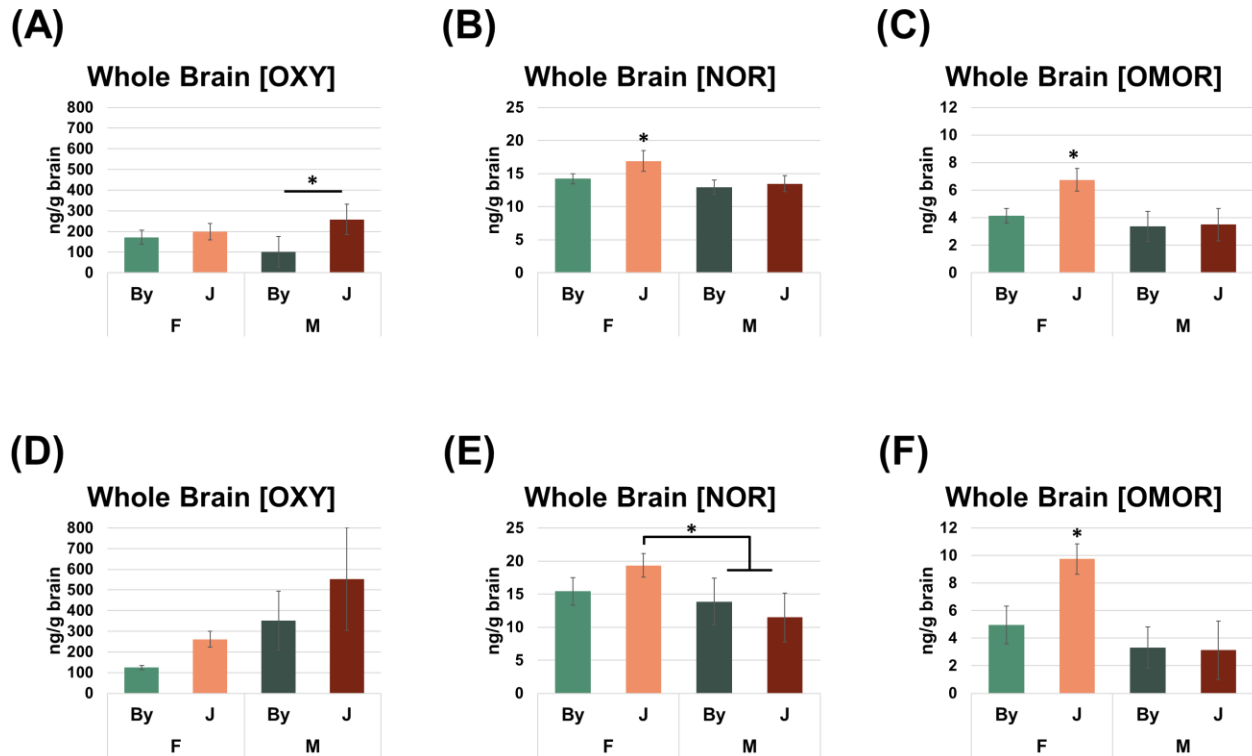 (A)
Whole Brain [OXY]
ng/g brain
800
700
600
500
400
300
200
100
0
*
By J By J
F M
(B)
Whole Brain [NOR]
ng/g brain
25
20
15
10
5
0
*
By J By J
F M
(C)
Whole Brain [OMOR]
ng/g brain
12
10
8
6
4
2
0
*
By J By J
F M
(D)
Whole Brain [OXY]
ng/g brain
800
700
600
500
400
300
200
100
0
By J By J
F M
(E)
Whole Brain [NOR]
ng/g brain
25
20
15
10
5
0
*
By J By J
F M
(F)
Whole Brain [OMOR]
ng/g brain
12
10
8
6
4
2
0
*
By J By J
F M